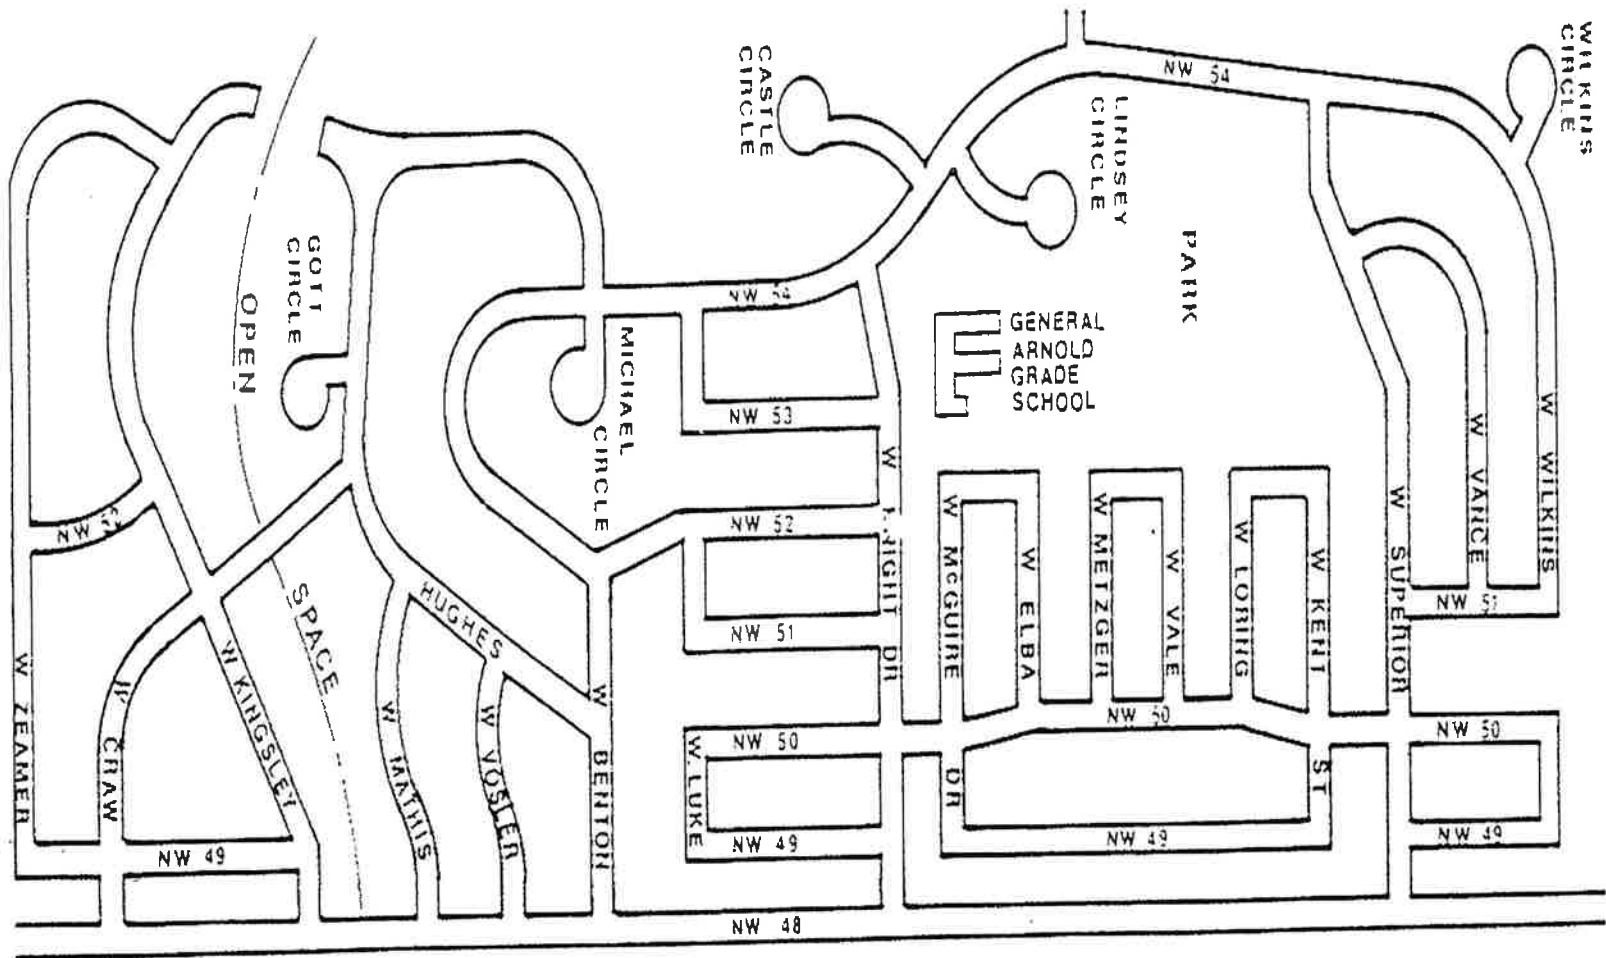 WILKINS
CIRCLE
NW 54
CASTLE
CIRCLE
LINDSEY
CIRCLE
PARK
GOTT
CIRCLE
OPEN
SPACE
NW 54
MICHAEL
CIRCLE
GENERAL
ARNOLD
GRADE
SCHOOL
NW 53
NW 52
NW 52
NW 51
NW 51
W KNIGHT DR
W McGUIRE DR
W ELBA
W METZGER
W VALE
W LORING
W KENT ST
W SUPERIOR
W VANCE
W WILKINS
HUGHES
W ZEAMER
W CRAW
W KINGSLEY
W MATHIS
W VOSLER
W BENTON
W. LUKE
NW 50
NW 50
NW 50
NW 49
NW 49
NW 49
NW 49
NW 48